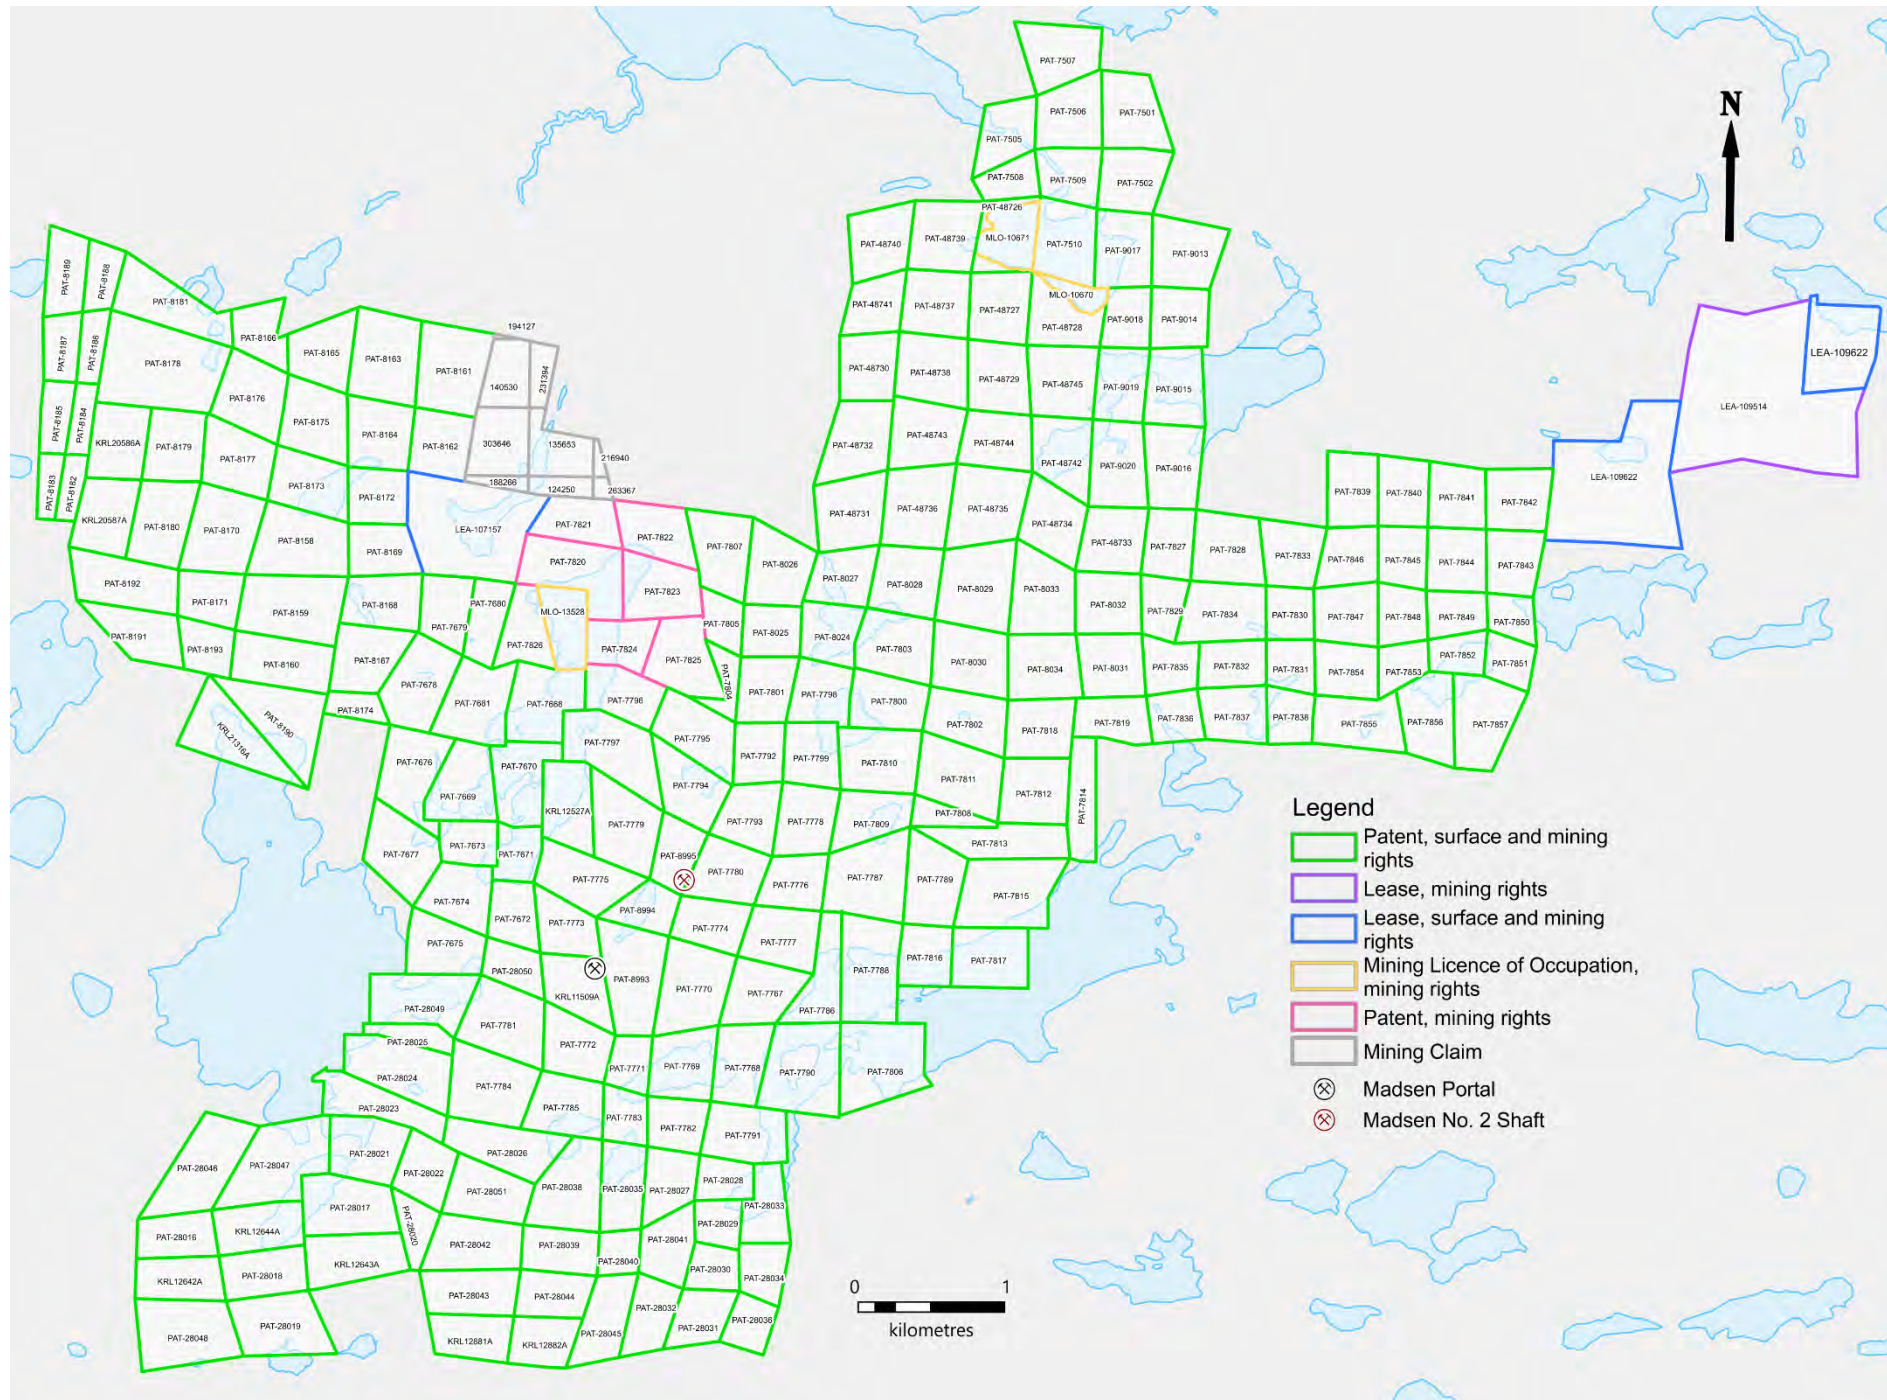 PAT-7507
PAT-7506
PAT-7501
PAT-7505
PAT-7508
PAT-7509
PAT-7502
N
PAT-48726
PAT-48740
PAT-48739
MLO-10671
PAT-7510
PAT-9017
PAT-9013
PAT-8189
PAT-8188
PAT-8181
PAT-48741
PAT-48737
PAT-48727
MLO-10670
PAT-48728
PAT-9018
PAT-9014
194127
PAT-8187
PAT-8186
PAT-8178
PAT-8166
PAT-8165
PAT-8163
PAT-8161
140530
231394
PAT-48730
PAT-48738
PAT-48729
PAT-48745
PAT-9019
PAT-9015
LEA-109622
LEA-109514
PAT-8185
PAT-8184
KRL20586A
PAT-8179
PAT-8176
PAT-8175
PAT-8164
PAT-8162
303646
135653
216940
PAT-48732
PAT-48743
PAT-48744
PAT-48742
PAT-9020
PAT-9016
PAT-8183
PAT-8182
PAT-8177
PAT-8173
PAT-8172
188266
124250
263367
PAT-7839
PAT-7840
PAT-7841
PAT-7842
LEA-109622
KRL20587A
PAT-8180
PAT-8170
PAT-8158
PAT-8169
LEA-107157
PAT-7821
PAT-7822
PAT-7807
PAT-8026
PAT-48731
PAT-48736
PAT-48735
PAT-48734
PAT-48733
PAT-7827
PAT-7828
PAT-7833
PAT-7846
PAT-7845
PAT-7844
PAT-7843
PAT-8192
PAT-8171
PAT-8159
PAT-8168
PAT-7679
PAT-7680
PAT-7820
MLO-13528
PAT-7823
PAT-7805
PAT-8025
PAT-8027
PAT-8028
PAT-8029
PAT-8033
PAT-8032
PAT-7829
PAT-7834
PAT-7830
PAT-7847
PAT-7848
PAT-7849
PAT-7850
PAT-8191
PAT-8193
PAT-8160
PAT-8167
PAT-7678
PAT-7826
PAT-7824
PAT-7825
PAT-7804
PAT-8024
PAT-7803
PAT-8030
PAT-8034
PAT-8031
PAT-7835
PAT-7832
PAT-7831
PAT-7854
PAT-7853
PAT-7852
PAT-7851
KRL21316A
PAT-8190
PAT-8174
PAT-7681
PAT-7668
PAT-7796
PAT-7801
PAT-7798
PAT-7800
PAT-7802
PAT-7818
PAT-7819
PAT-7836
PAT-7837
PAT-7838
PAT-7855
PAT-7856
PAT-7857
PAT-7676
PAT-7669
PAT-7670
PAT-7797
PAT-7795
PAT-7794
PAT-7792
PAT-7799
PAT-7810
PAT-7811
PAT-7812
PAT-7814
PAT-7677
PAT-7673
PAT-7671
KRL12527A
PAT-7779
PAT-7793
PAT-7778
PAT-7809
PAT-7808
PAT-7813
PAT-8995
PAT-7775
PAT-7780
PAT-7776
PAT-7787
PAT-7789
PAT-7815
PAT-7674
PAT-7672
PAT-7773
PAT-8994
PAT-7774
PAT-7777
PAT-7675
PAT-28050
KRL11509A
PAT-8993
PAT-7770
PAT-7767
PAT-7786
PAT-7788
PAT-7816
PAT-7817
PAT-28049
PAT-28025
PAT-7781
PAT-7772
PAT-7771
PAT-7769
PAT-7768
PAT-7790
PAT-7806
PAT-28024
PAT-28023
PAT-7784
PAT-7785
PAT-7783
PAT-7782
PAT-7791
PAT-28046
PAT-28047
PAT-28021
PAT-28022
PAT-28026
PAT-28051
PAT-28038
PAT-28035
PAT-28027
PAT-28028
PAT-28033
PAT-28016
KRL12644A
PAT-28017
PAT-28020
PAT-28029
KRL12642A
PAT-28018
KRL12643A
PAT-28042
PAT-28039
PAT-28040
PAT-28041
PAT-28030
PAT-28034
PAT-28048
PAT-28019
PAT-28043
PAT-28044
PAT-28045
PAT-28032
PAT-28031
PAT-28036
KRL12881A
KRL12882A
Legend
Patent, surface and mining
rights
Lease, mining rights
Lease, surface and mining
rights
Mining Licence of Occupation,
mining rights
Patent, mining rights
Mining Claim
Madsen Portal
Madsen No. 2 Shaft
0 1
kilometres